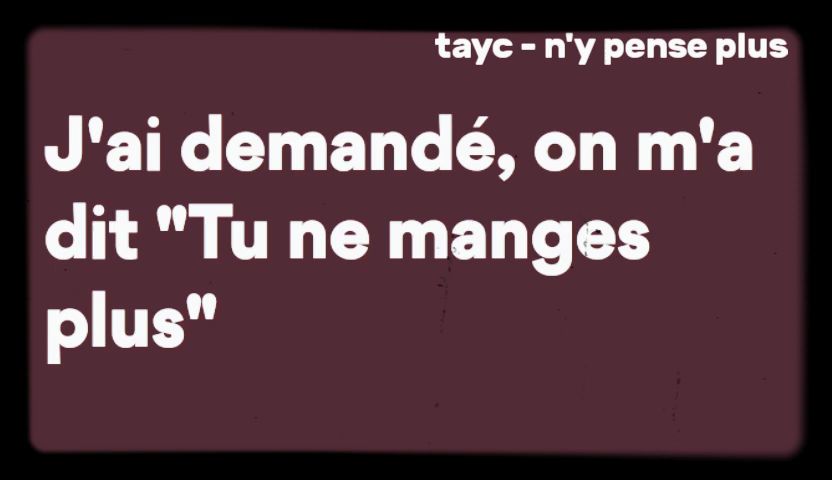 tayc - n'y pense plus
J'ai demandé, on m'a
dit "Tu ne manges
plus"